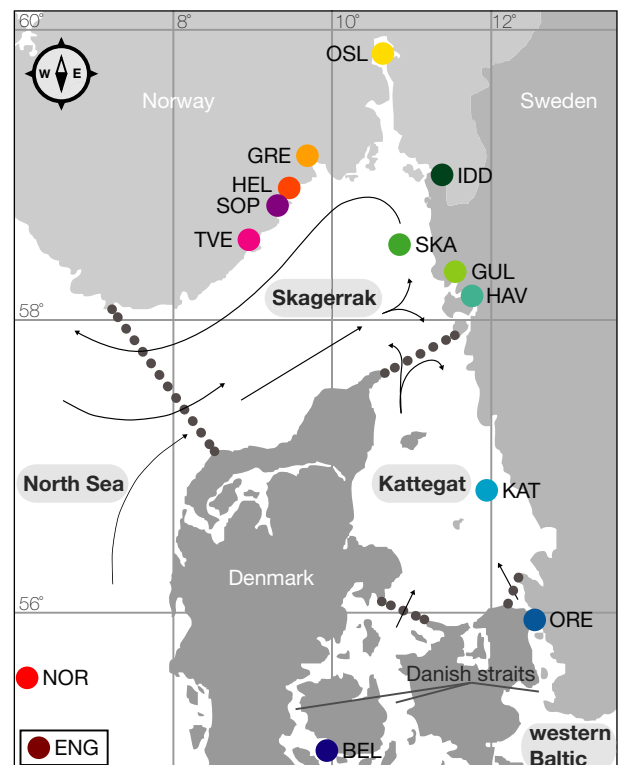 60° 8° 10° 12°
OSL
W E
Norway Sweden
GRE
IDD
HEL
SOP
TVE
SKA
GUL
Skagerrak
HAV
58°
North Sea
Kattegat
KAT
Denmark
56°
ORE
Danish straits
NOR
western
Baltic
ENG
BEL